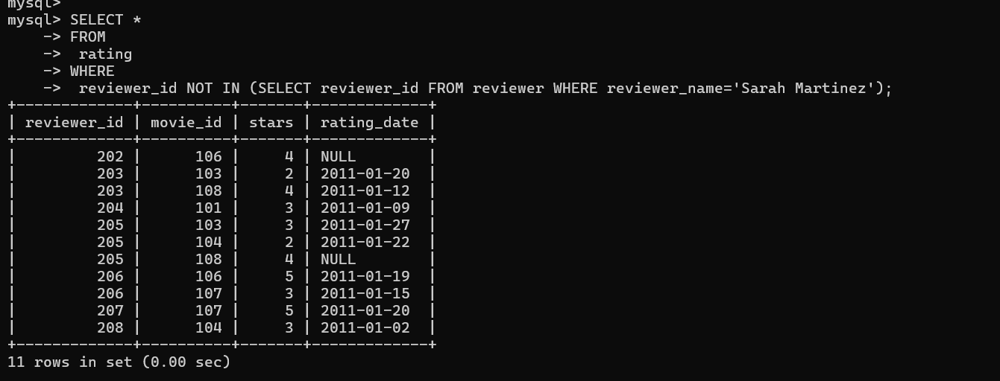 mysql>
mysql> SELECT *
    -> FROM
    ->  rating
    -> WHERE
    ->  reviewer_id NOT IN (SELECT reviewer_id FROM reviewer WHERE reviewer_name='Sarah Martinez');
+-------------+----------+-------+-------------+
| reviewer_id | movie_id | stars | rating_date |
+-------------+----------+-------+-------------+
|         202 |      106 |     4 | NULL        |
|         203 |      103 |     2 | 2011-01-20  |
|         203 |      108 |     4 | 2011-01-12  |
|         204 |      101 |     3 | 2011-01-09  |
|         205 |      103 |     3 | 2011-01-27  |
|         205 |      104 |     2 | 2011-01-22  |
|         205 |      108 |     4 | NULL        |
|         206 |      106 |     5 | 2011-01-19  |
|         206 |      107 |     3 | 2011-01-15  |
|         207 |      107 |     5 | 2011-01-20  |
|         208 |      104 |     3 | 2011-01-02  |
+-------------+----------+-------+-------------+
11 rows in set (0.00 sec)